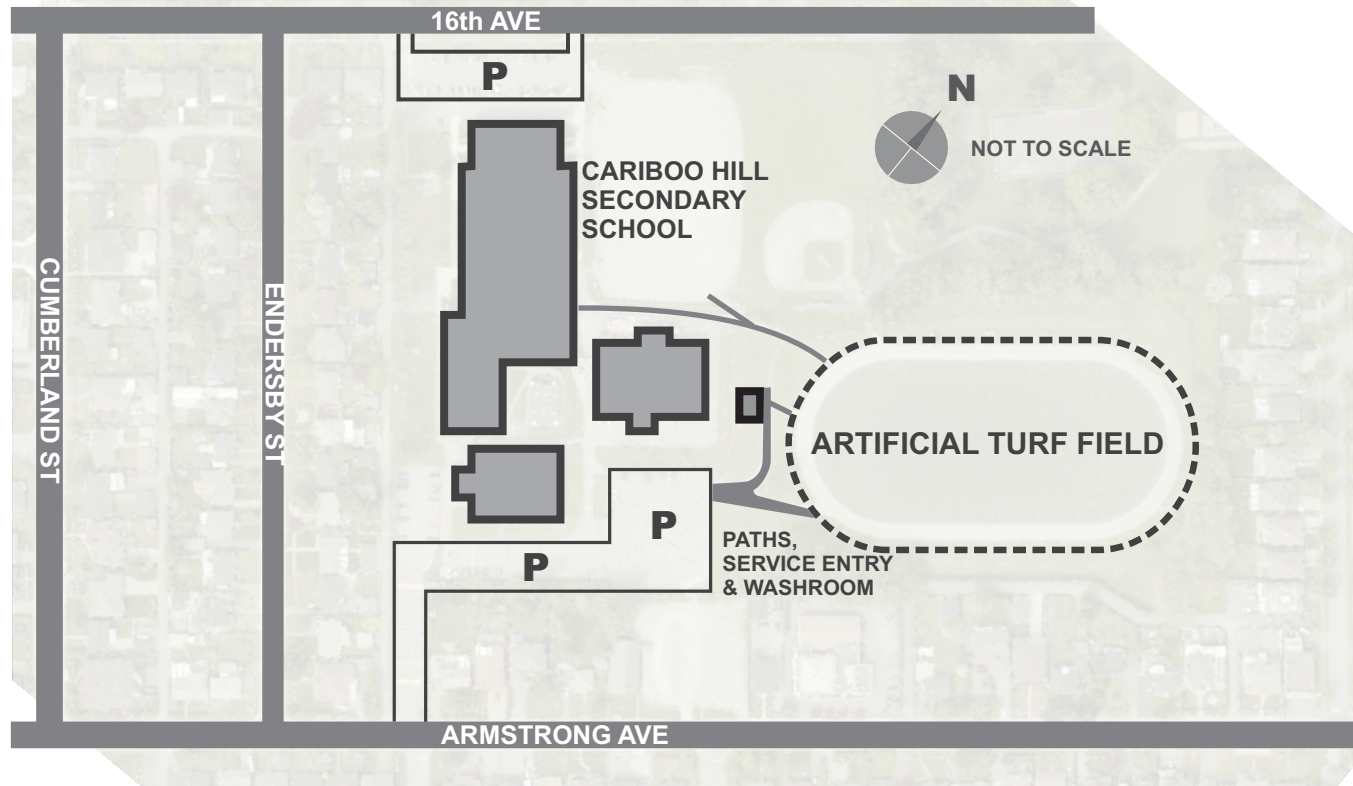 16th AVE
P
N
NOT TO SCALE
CARIBOO HILL
SECONDARY
SCHOOL
CUMBERLAND ST
ENDERSBY ST
ARTIFICIAL TURF FIELD
P
P
PATHS,
SERVICE ENTRY
& WASHROOM
ARMSTRONG AVE